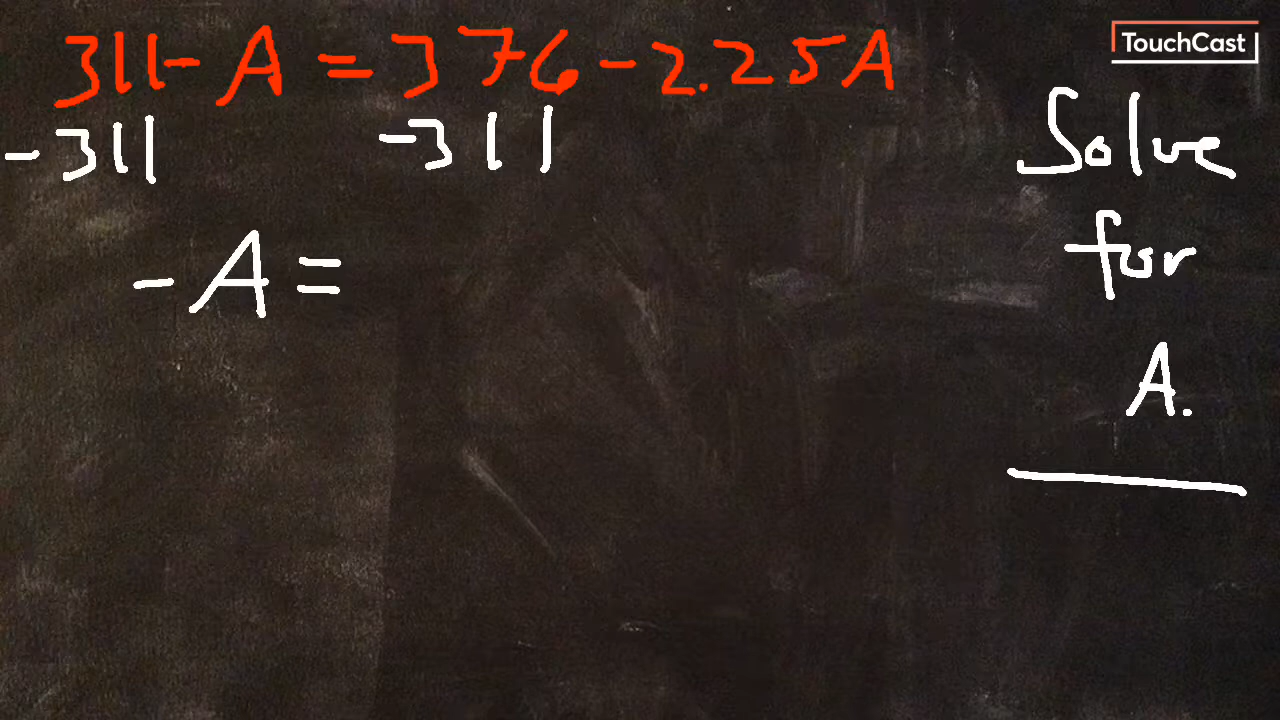 311 - A = 376 - 2.25A
TouchCast
-311 -311
Solve
for
A.
-A =